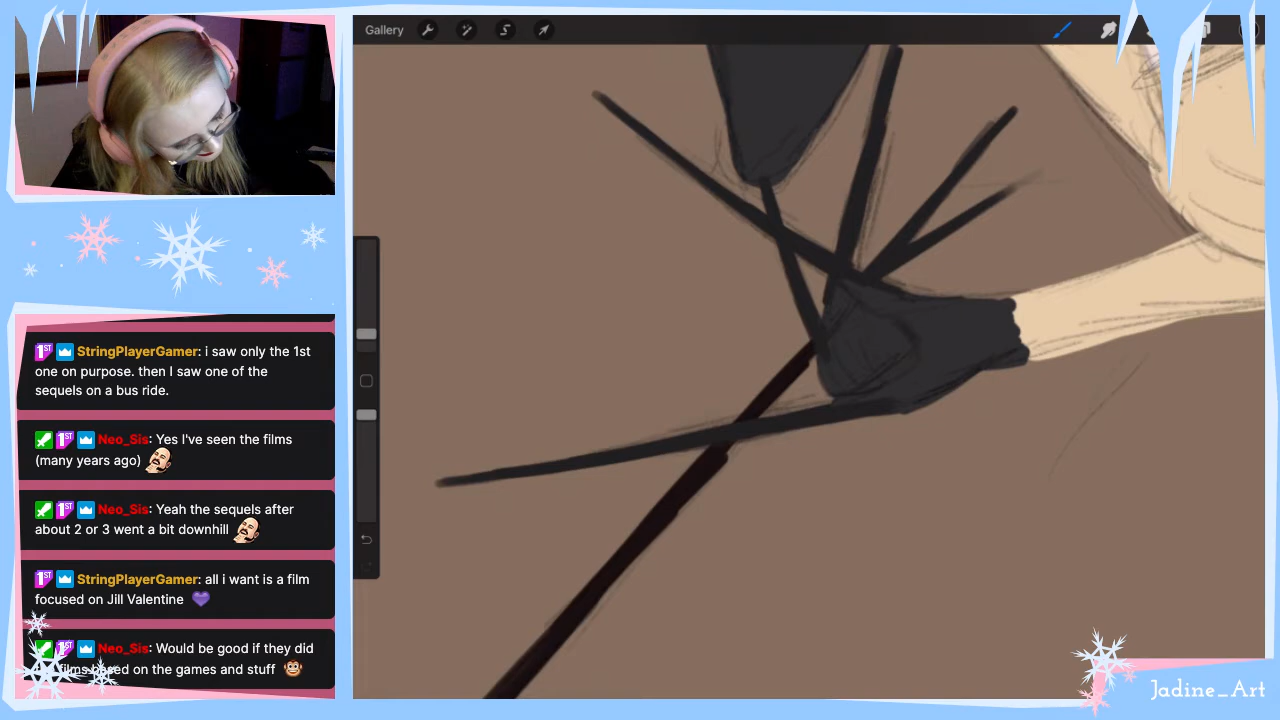 Gallery
StringPlayerGamer: i saw only the 1st
one on purpose. then I saw one of the
sequels on a bus ride.
Neo_Sis: Yes I've seen the films
(many years ago)
Neo_Sis: Yeah the sequels after
about 2 or 3 went a bit downhill
StringPlayerGamer: all i want is a film
focused on Jill Valentine
Neo_Sis: Would be good if they did
films based on the games and stuff
Jadine_Art